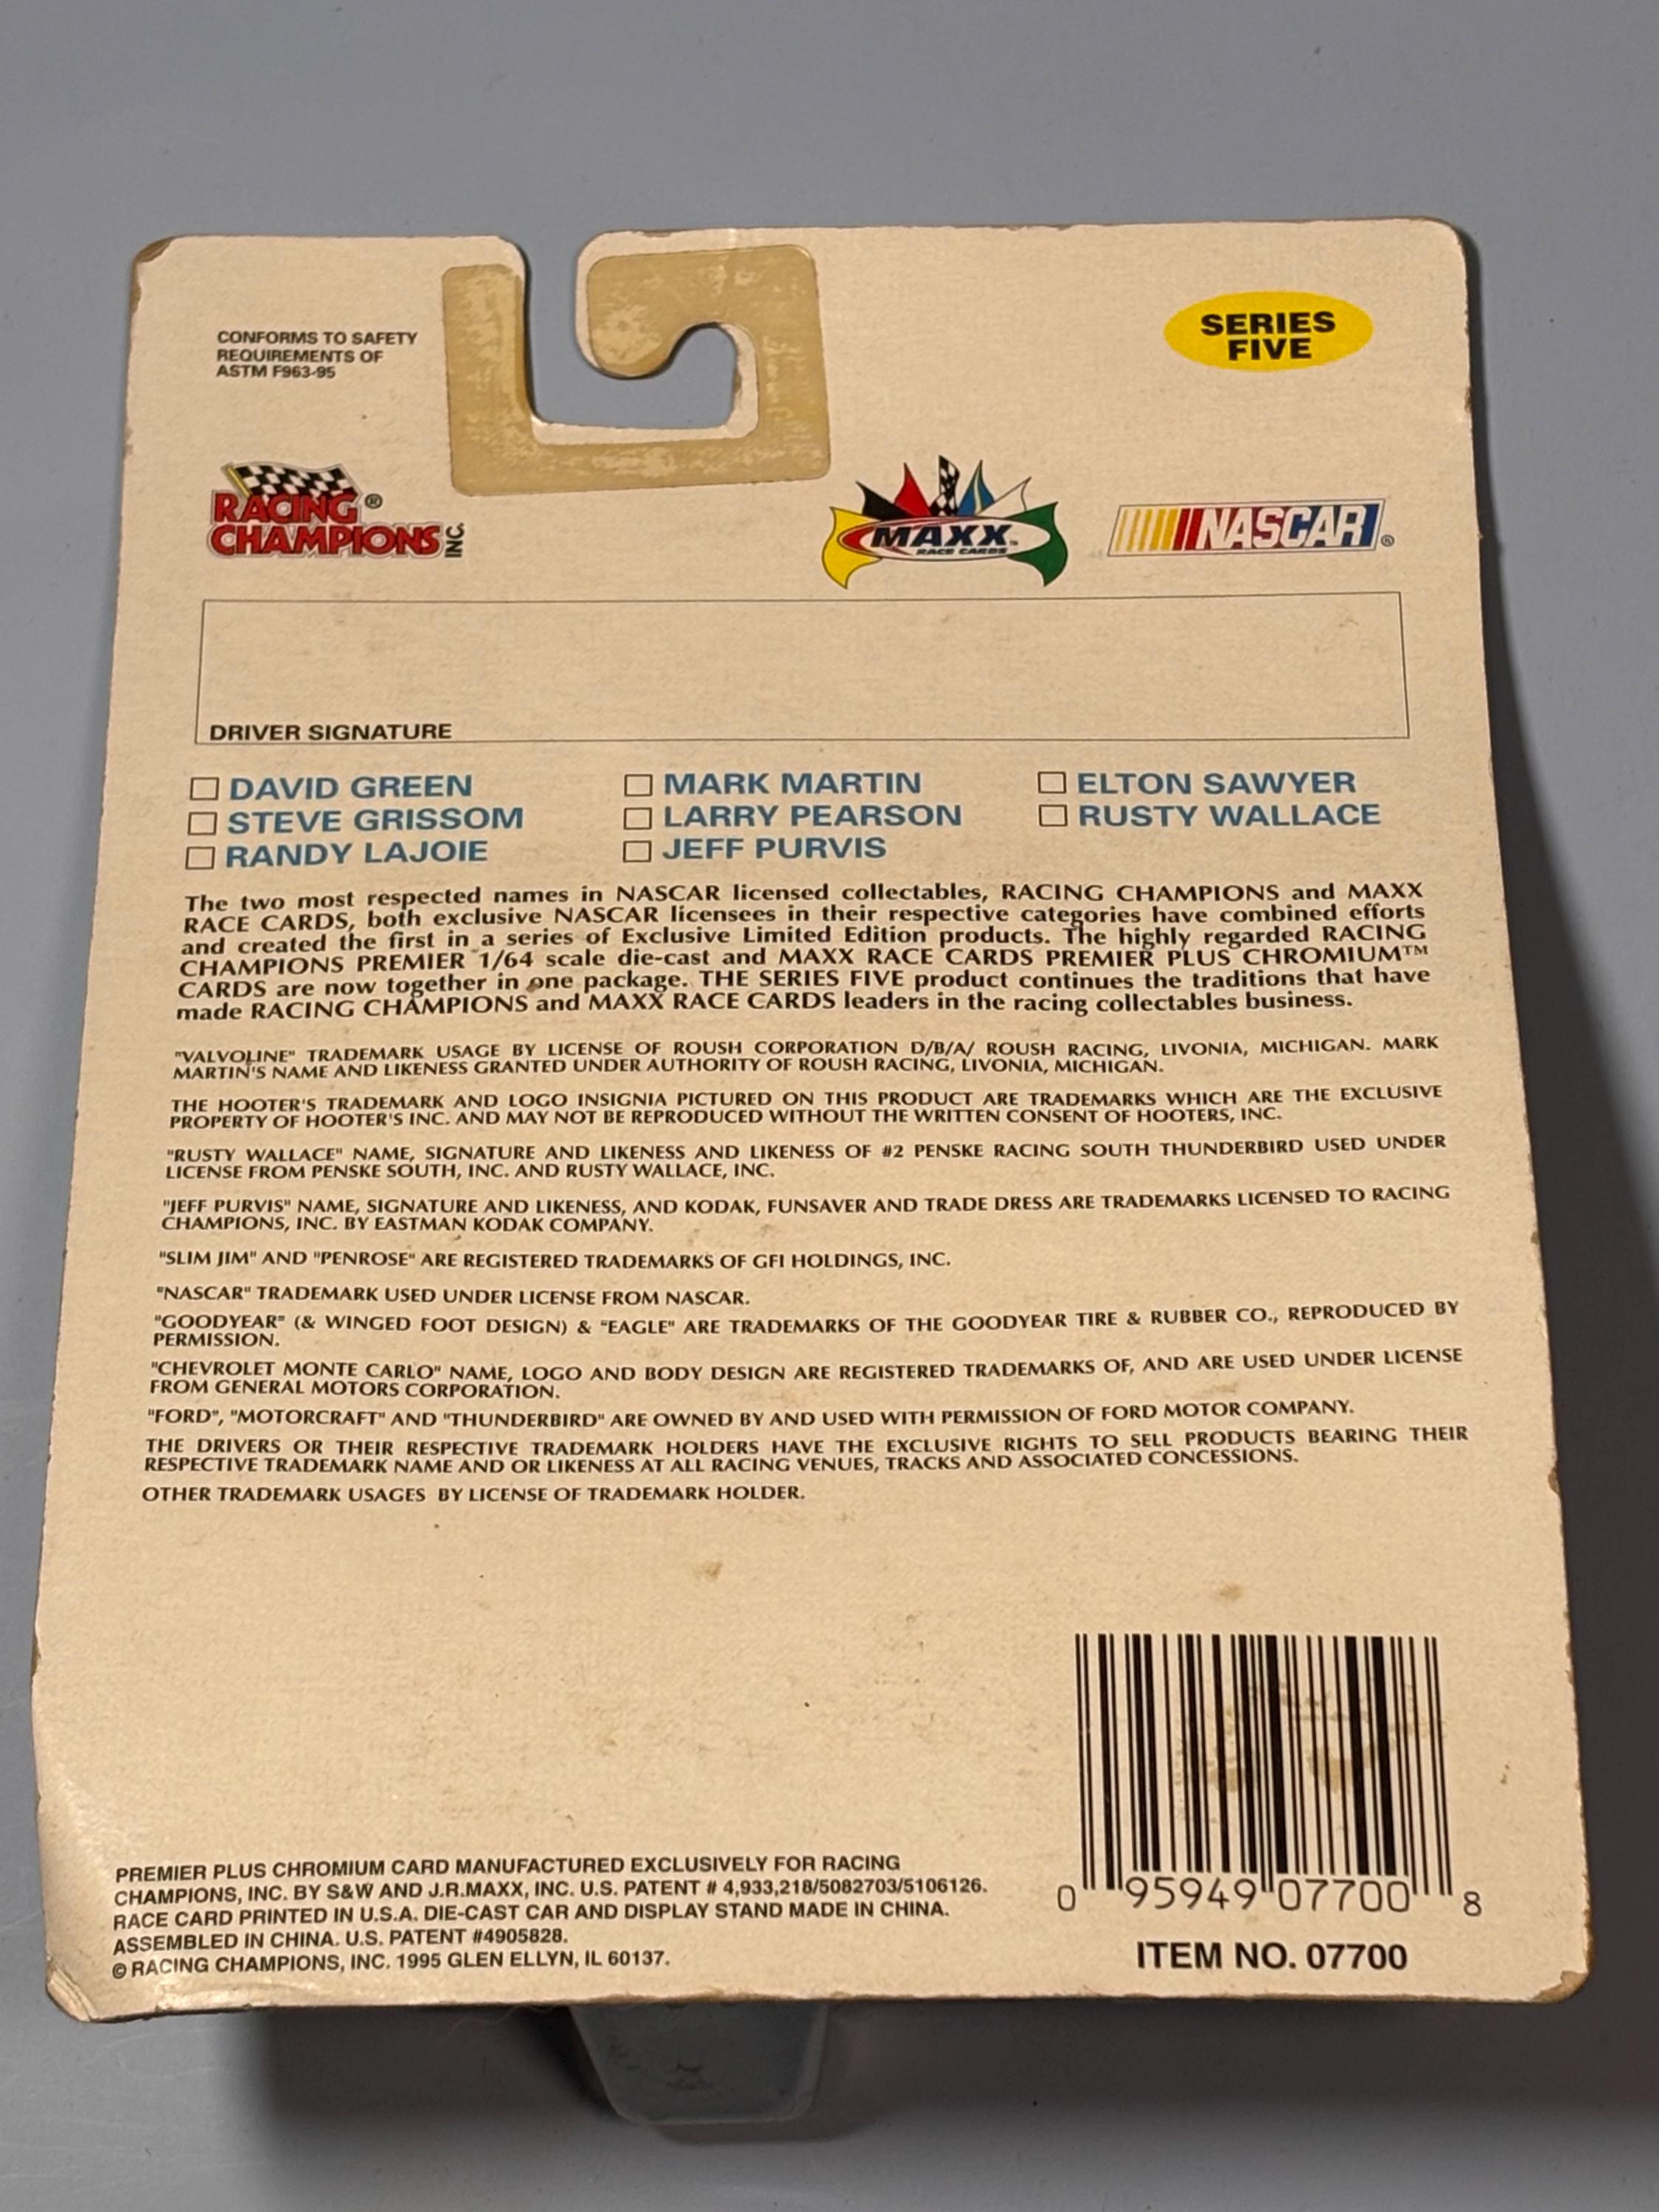 CONFORMS TO SAFETY
REQUIREMENTS OF
ASTM F963-95
SERIES
FIVE
RACING ®
CHAMPIONS INC.
MAXX™
RACE CARDS
NASCAR®
DRIVER SIGNATURE
DAVID GREEN
STEVE GRISSOM
RANDY LAJOIE
MARK MARTIN
LARRY PEARSON
JEFF PURVIS
ELTON SAWYER
RUSTY WALLACE
The two most respected names in NASCAR licensed collectables, RACING CHAMPIONS and MAXX
RACE CARDS, both exclusive NASCAR licensees in their respective categories have combined efforts
and created the first in a series of Exclusive Limited Edition products. The highly regarded RACING
CHAMPIONS PREMIER 1/64 scale die-cast and MAXX RACE CARDS PREMIER PLUS CHROMIUM™
CARDS are now together in one package. THE SERIES FIVE product continues the traditions that have
made RACING CHAMPIONS and MAXX RACE CARDS leaders in the racing collectables business.
"VALVOLINE" TRADEMARK USAGE BY LICENSE OF ROUSH CORPORATION D/B/A/ ROUSH RACING, LIVONIA, MICHIGAN. MARK
MARTIN'S NAME AND LIKENESS GRANTED UNDER AUTHORITY OF ROUSH RACING, LIVONIA, MICHIGAN.
THE HOOTER'S TRADEMARK AND LOGO INSIGNIA PICTURED ON THIS PRODUCT ARE TRADEMARKS WHICH ARE THE EXCLUSIVE
PROPERTY OF HOOTER'S INC. AND MAY NOT BE REPRODUCED WITHOUT THE WRITTEN CONSENT OF HOOTERS, INC.
"RUSTY WALLACE" NAME, SIGNATURE AND LIKENESS AND LIKENESS OF #2 PENSKE RACING SOUTH THUNDERBIRD USED UNDER
LICENSE FROM PENSKE SOUTH, INC. AND RUSTY WALLACE, INC.
"JEFF PURVIS" NAME, SIGNATURE AND LIKENESS, AND KODAK, FUNSAVER AND TRADE DRESS ARE TRADEMARKS LICENSED TO RACING
CHAMPIONS, INC. BY EASTMAN KODAK COMPANY.
"SLIM JIM" AND "PENROSE" ARE REGISTERED TRADEMARKS OF GFI HOLDINGS, INC.
"NASCAR" TRADEMARK USED UNDER LICENSE FROM NASCAR.
"GOODYEAR" (& WINGED FOOT DESIGN) & "EAGLE" ARE TRADEMARKS OF THE GOODYEAR TIRE & RUBBER CO., REPRODUCED BY
PERMISSION.
"CHEVROLET MONTE CARLO" NAME, LOGO AND BODY DESIGN ARE REGISTERED TRADEMARKS OF, AND ARE USED UNDER LICENSE
FROM GENERAL MOTORS CORPORATION.
"FORD", "MOTORCRAFT" AND "THUNDERBIRD" ARE OWNED BY AND USED WITH PERMISSION OF FORD MOTOR COMPANY.
THE DRIVERS OR THEIR RESPECTIVE TRADEMARK HOLDERS HAVE THE EXCLUSIVE RIGHTS TO SELL PRODUCTS BEARING THEIR
RESPECTIVE TRADEMARK NAME AND OR LIKENESS AT ALL RACING VENUES, TRACKS AND ASSOCIATED CONCESSIONS.
OTHER TRADEMARK USAGES BY LICENSE OF TRADEMARK HOLDER.
PREMIER PLUS CHROMIUM CARD MANUFACTURED EXCLUSIVELY FOR RACING
CHAMPIONS, INC. BY S&W AND J.R.MAXX, INC. U.S. PATENT # 4,933,218/5082703/5106126.
RACE CARD PRINTED IN U.S.A. DIE-CAST CAR AND DISPLAY STAND MADE IN CHINA.
ASSEMBLED IN CHINA. U.S. PATENT #4905828.
© RACING CHAMPIONS, INC. 1995 GLEN ELLYN, IL 60137.
0 95949 07700 8
ITEM NO. 07700